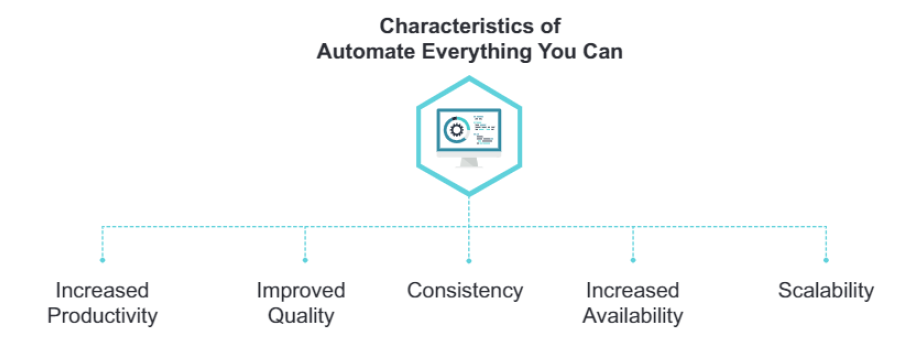 Characteristics of
Automate Everything You Can
Increased
Productivity
Improved
Quality
Consistency
Increased
Availability
Scalability